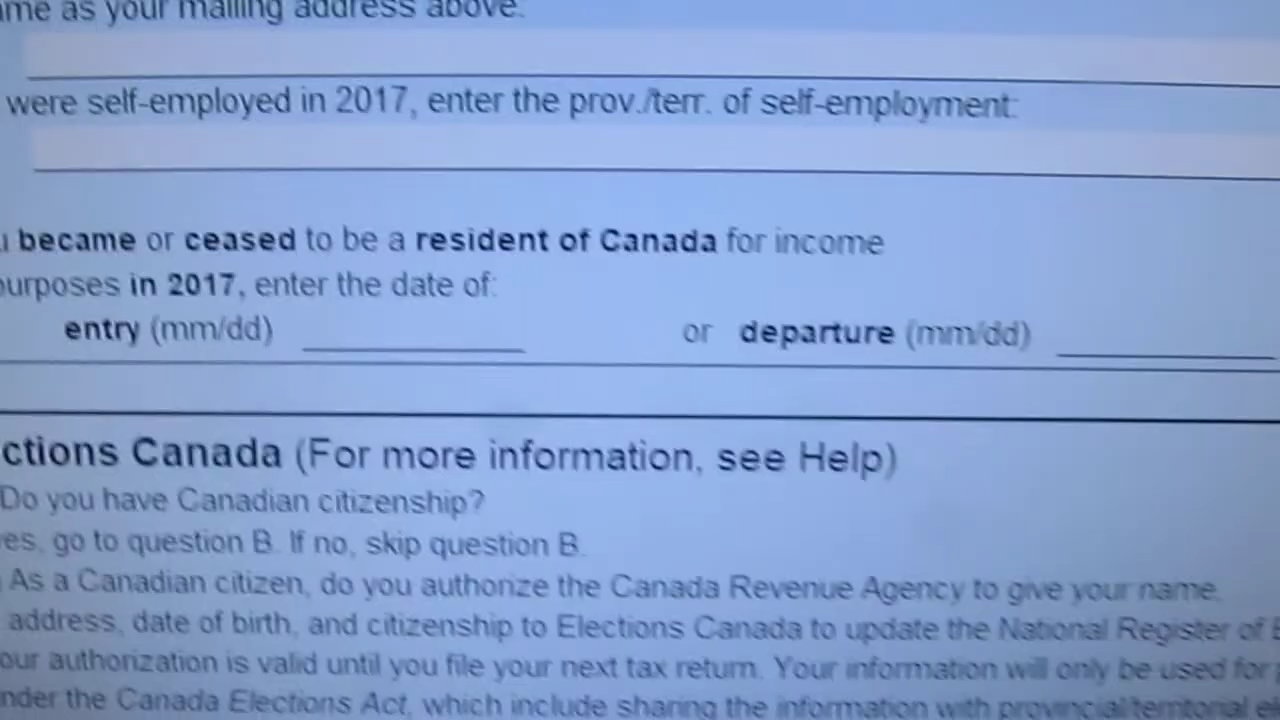 me as your mailing address above:
were self-employed in 2017, enter the prov./terr. of self-employment:
became or ceased to be a resident of Canada for income
purposes in 2017, enter the date of:
entry (mm/dd) or departure (mm/dd)
ctions Canada (For more information, see Help)
Do you have Canadian citizenship?
es, go to question B. If no, skip question B.
As a Canadian citizen, do you authorize the Canada Revenue Agency to give your name,
address, date of birth, and citizenship to Elections Canada to update the National Register of
our authorization is valid until you file your next tax return. Your information will only be used for
nder the Canada Elections Act, which include sharing the information with provincial/territorial